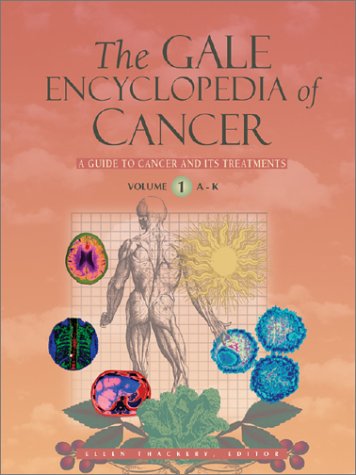 The GALE
ENCYCLOPEDIA of
CANCER
A GUIDE TO CANCER AND ITS TREATMENTS
VOLUME 1 A - K
ELLEN THACKERY, EDITOR